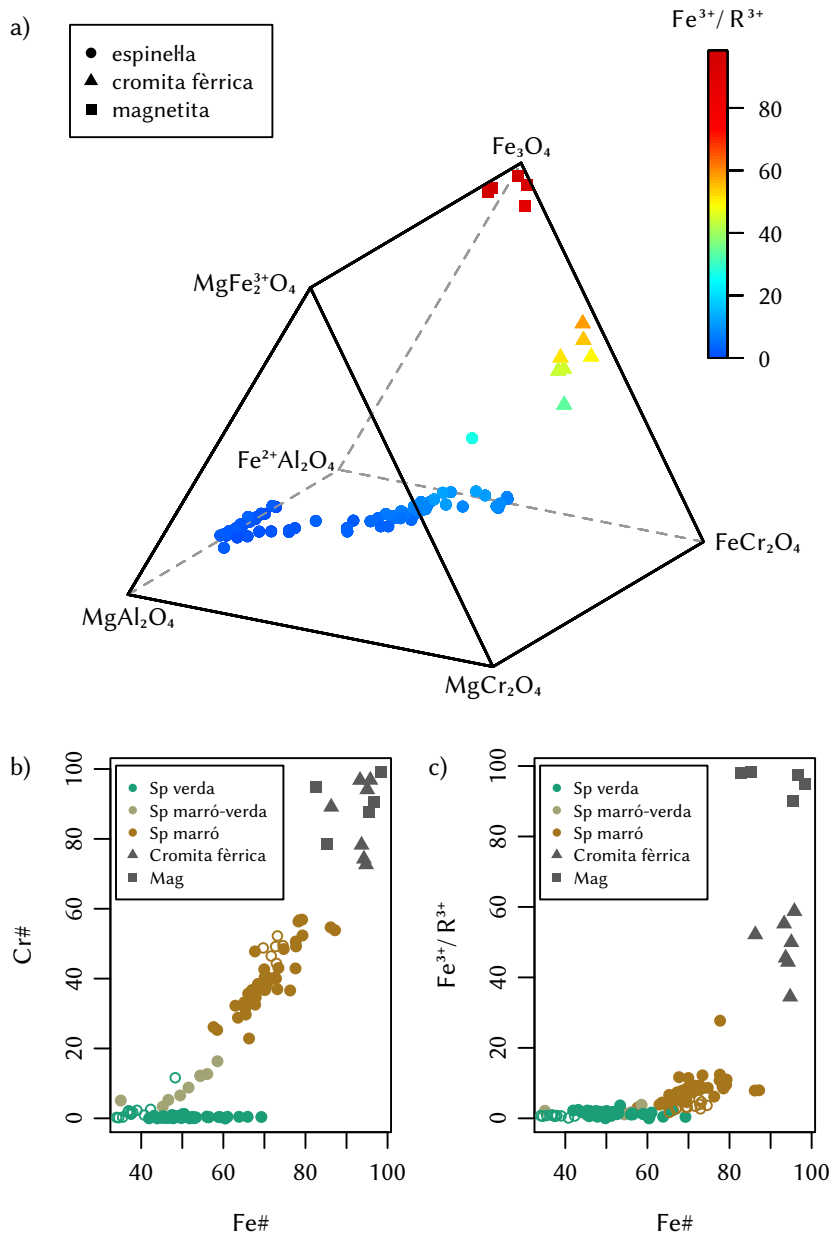 a)
Fe³⁺/ R³⁺
espinel·la
cromita fèrrica
magnetita
80
60
40
20
0
Fe₃O₄
MgFe₂³⁺O₄
Fe²⁺Al₂O₄
FeCr₂O₄
MgAl₂O₄
MgCr₂O₄
b)
100
80
60
40
20
0
Cr#
Sp verda
Sp marró-verda
Sp marró
Cromita fèrrica
Mag
40 60 80 100
Fe#
c)
100
80
60
40
20
0
Fe³⁺/ R³⁺
Sp verda
Sp marró-verda
Sp marró
Cromita fèrrica
Mag
40 60 80 100
Fe#